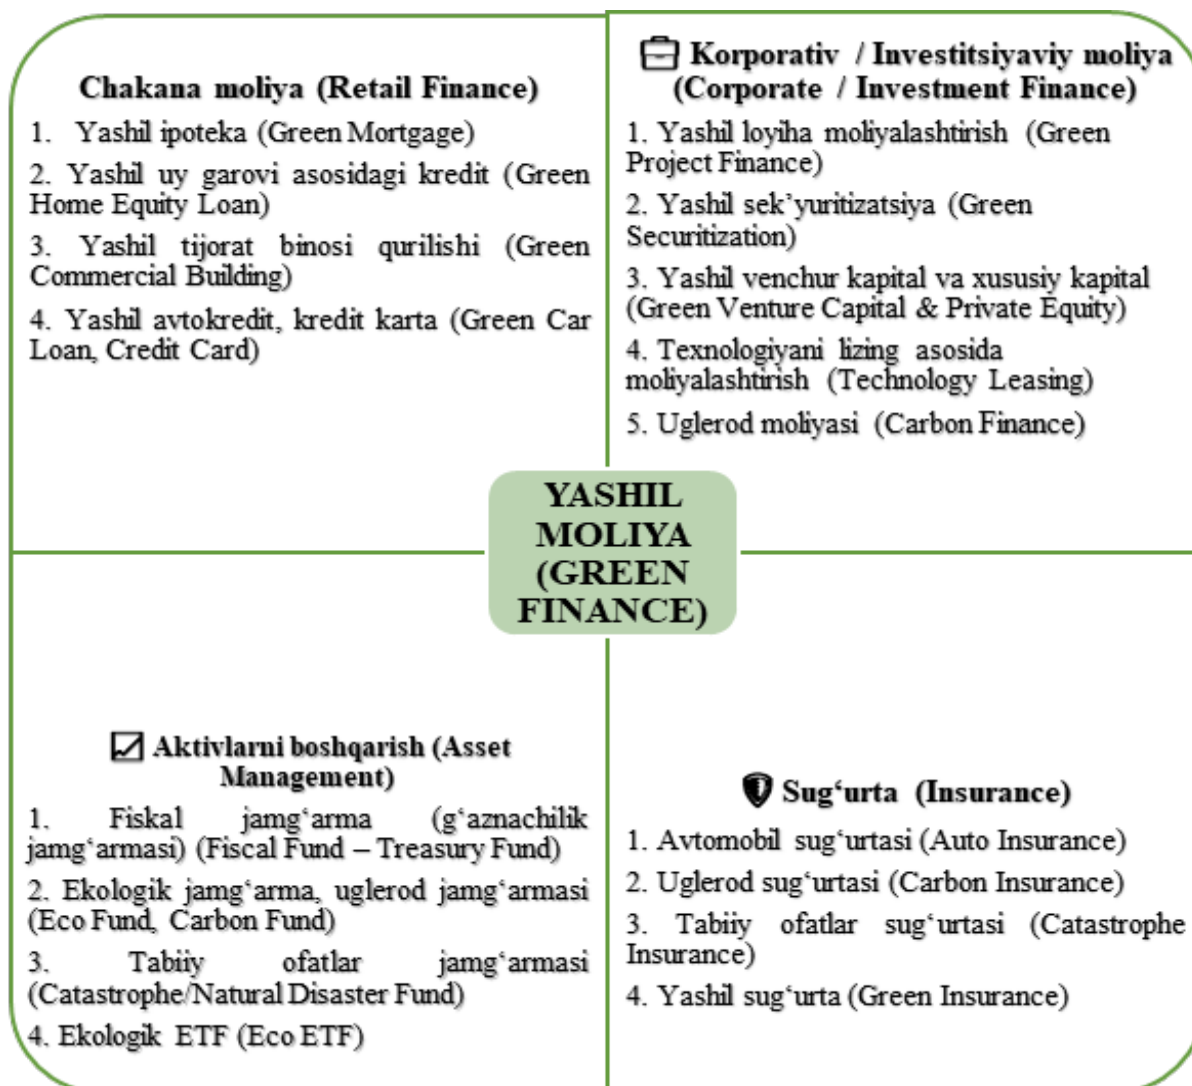 Chakana moliya (Retail Finance)
1. Yashil ipoteka (Green Mortgage)
2. Yashil uy garovi asosidagi kredit (Green
Home Equity Loan)
3. Yashil tijorat binosi qurilishi (Green
Commercial Building)
4. Yashil avtokredit, kredit karta (Green Car
Loan, Credit Card)
Korporativ / Investitsiyaviy moliya
(Corporate / Investment Finance)
1. Yashil loyiha moliyalashtirish (Green
Project Finance)
2. Yashil sek’yuritizatsiya (Green
Securitization)
3. Yashil venchur kapital va xususiy kapital
(Green Venture Capital & Private Equity)
4. Texnologiyani lizing asosida
moliyalashtirish (Technology Leasing)
5. Uglerod moliyasi (Carbon Finance)
YASHIL
MOLIYA
(GREEN
FINANCE)
Aktivlarni boshqarish (Asset
Management)
1. Fiskal jamg‘arma (g‘aznachilik
jamg‘armasi) (Fiscal Fund – Treasury Fund)
2. Ekologik jamg‘arma, uglerod jamg‘armasi
(Eco Fund, Carbon Fund)
3. Tabiiy ofatlar jamg‘armasi
(Catastrophe/Natural Disaster Fund)
4. Ekologik ETF (Eco ETF)
Sug‘urta (Insurance)
1. Avtomobil sug‘urtasi (Auto Insurance)
2. Uglerod sug‘urtasi (Carbon Insurance)
3. Tabiiy ofatlar sug‘urtasi (Catastrophe
Insurance)
4. Yashil sug‘urta (Green Insurance)